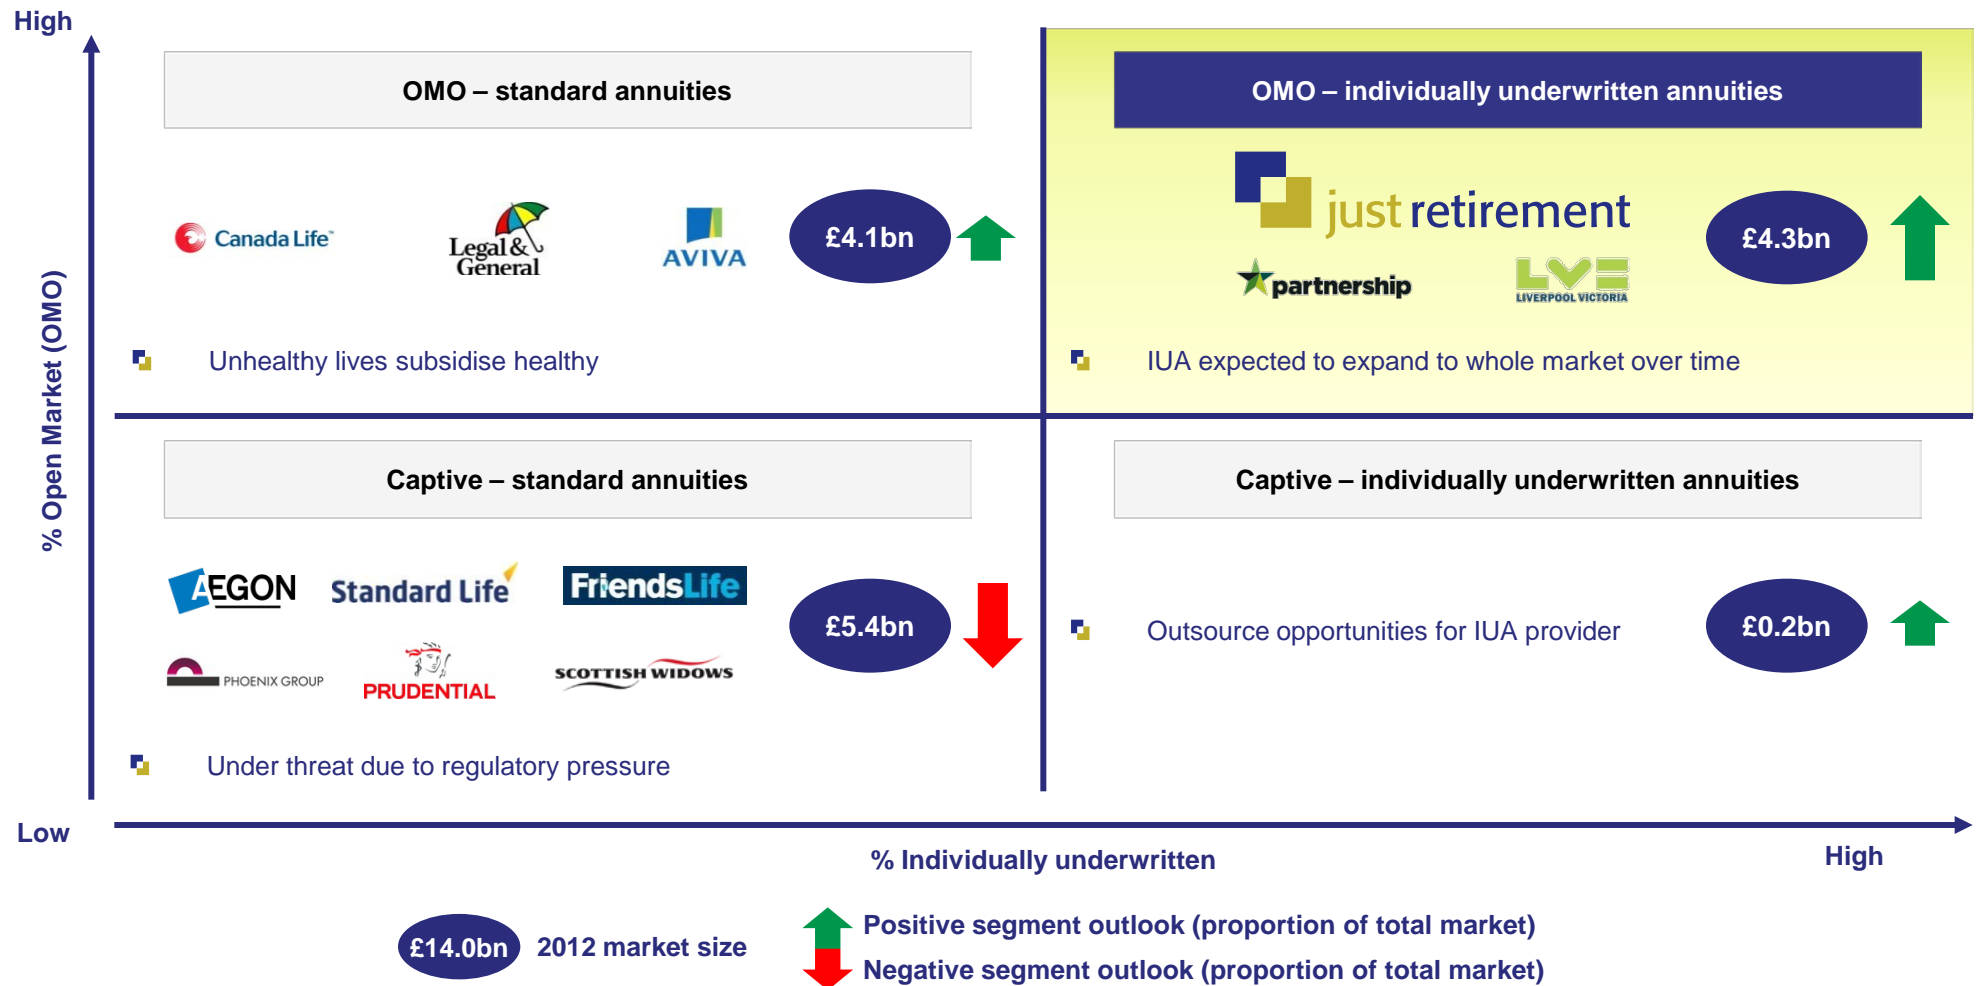 High
OMO – standard annuities
OMO – individually underwritten annuities
Canada Life™
Legal &
General
AVIVA
£4.1bn
just retirement
partnership
LV=
LIVERPOOL VICTORIA
£4.3bn
Unhealthy lives subsidise healthy
IUA expected to expand to whole market over time
% Open Market (OMO)
Captive – standard annuities
Captive – individually underwritten annuities
AEGON
Standard Life
FriendsLife
PHOENIX GROUP
PRUDENTIAL
SCOTTISH WIDOWS
£5.4bn
Outsource opportunities for IUA provider
£0.2bn
Under threat due to regulatory pressure
Low
% Individually underwritten
High
£14.0bn
2012 market size
Positive segment outlook (proportion of total market)
Negative segment outlook (proportion of total market)